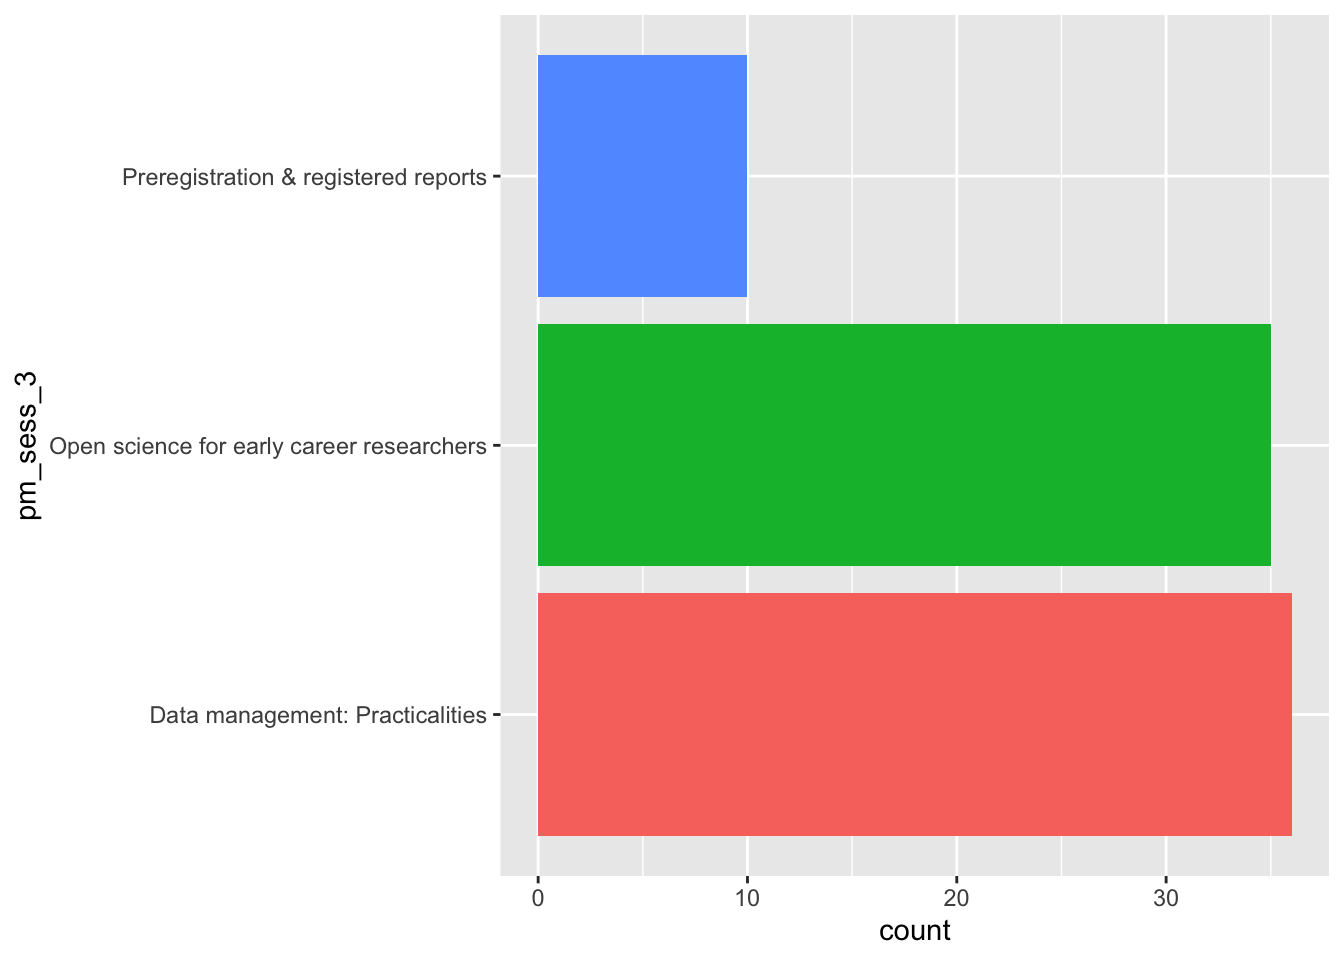 Preregistration & registered reports
Open science for early career researchers
Data management: Practicalities
pm_sess_3
0 10 20 30
count